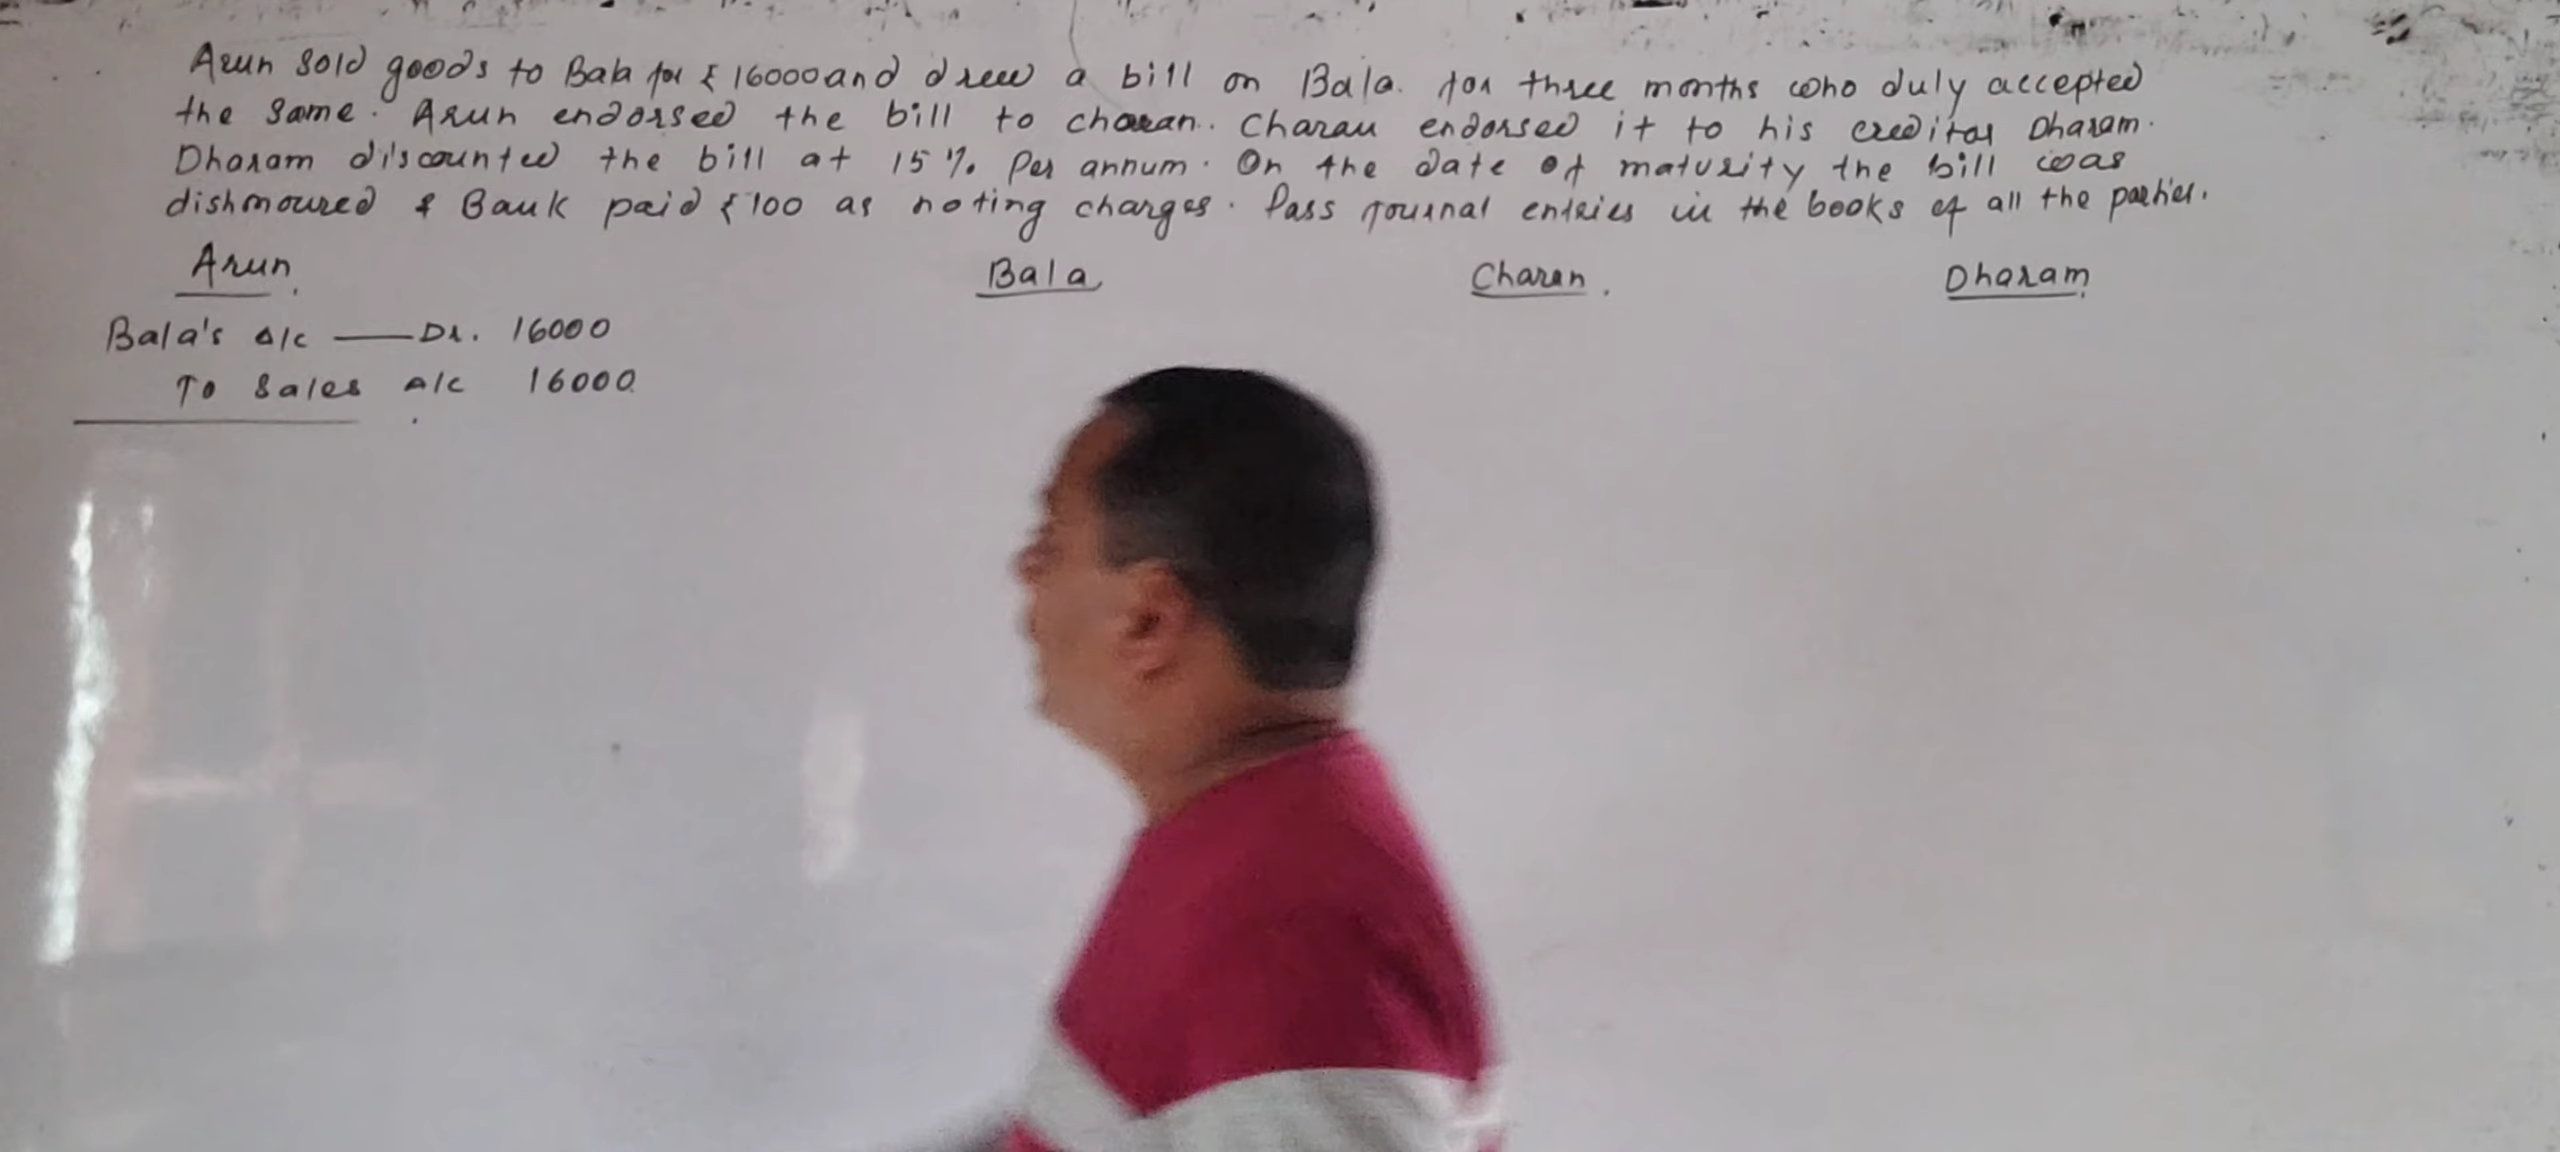 Arun sold goods to Bala for ₹ 16000 and drew a bill on Bala. for three months who duly accepted
the same. Arun endorsed the bill to charan. Charan endorsed it to his creditor Dharam.
Dharam discounted the bill at 15% Per annum. On the date of maturity the bill was
dishmoured & Bank paid ₹100 as noting charges. Pass journal entries in the books of all the parties.
Arun. Bala Charan. Dharam
Bala's a/c — Dr. 16000
To Sales a/c 16000